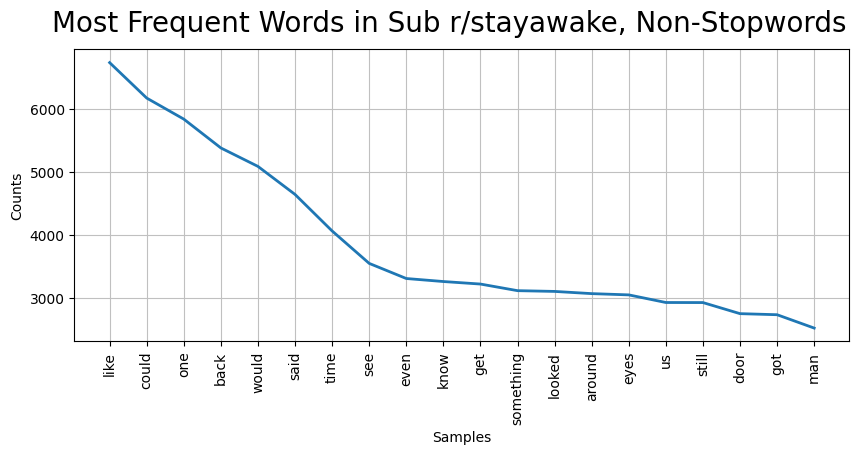 Most Frequent Words in Sub r/stayawake, Non-Stopwords
6000
5000
4000
3000
Counts
like
could
one
back
would
said
time
see
even
know
get
something
looked
around
eyes
us
still
door
got
man
Samples